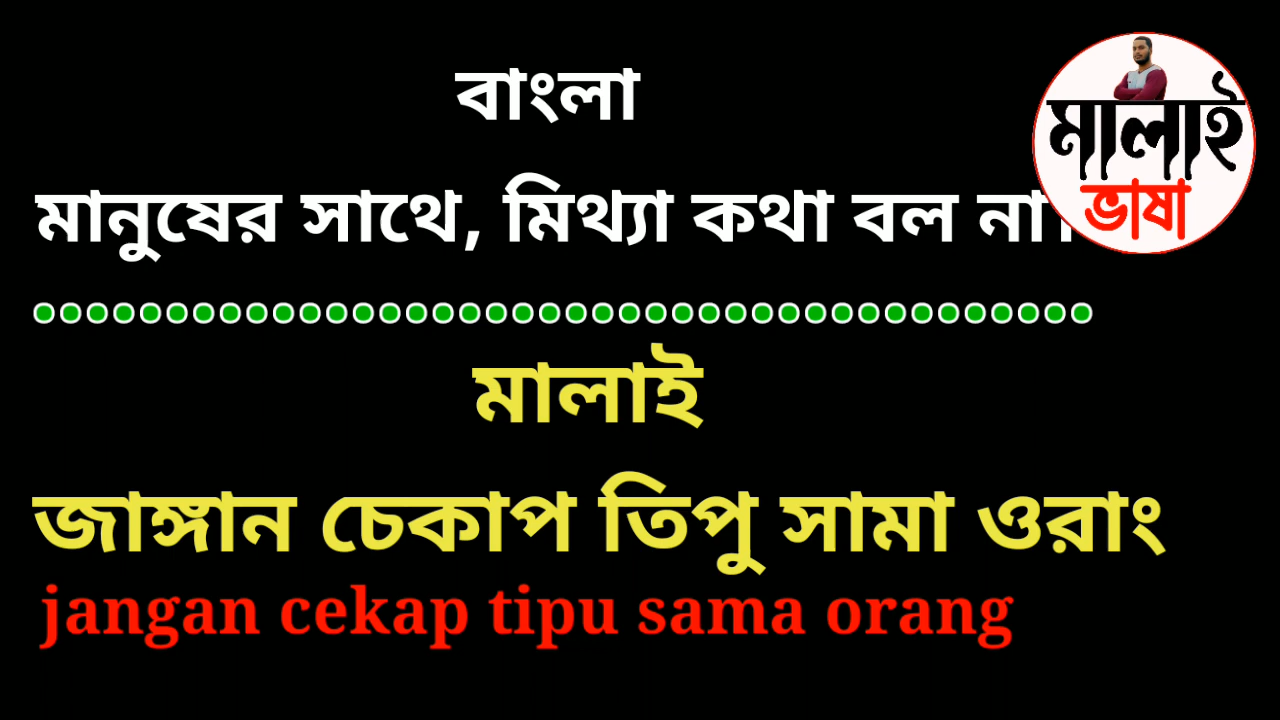 বাংলা
মানুষের সাথে, মিথ্যা কথা বল না।
মালাই
ভাষা
মালাই
জাঙ্গান চেকাপ তিপু সামা ওরাং
jangan cekap tipu sama orang